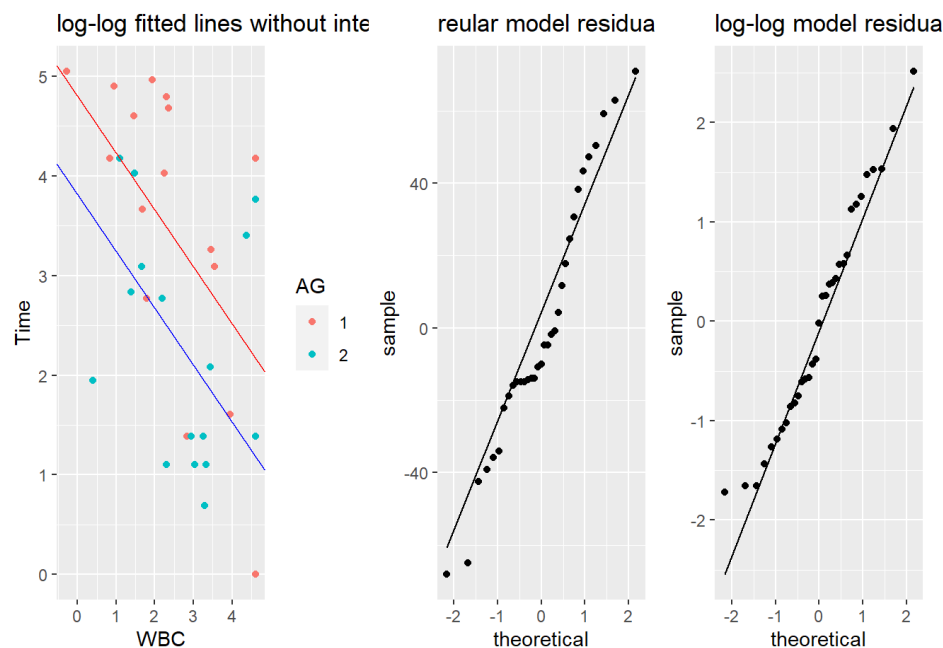 log-log fitted lines without inte
5
4
3
2
1
0
Time
0 1 2 3 4
WBC
AG
1
2
reular model residua
40
0
-40
sample
-2 -1 0 1 2
theoretical
log-log model residua
2
1
0
-1
-2
sample
-2 -1 0 1 2
theoretical